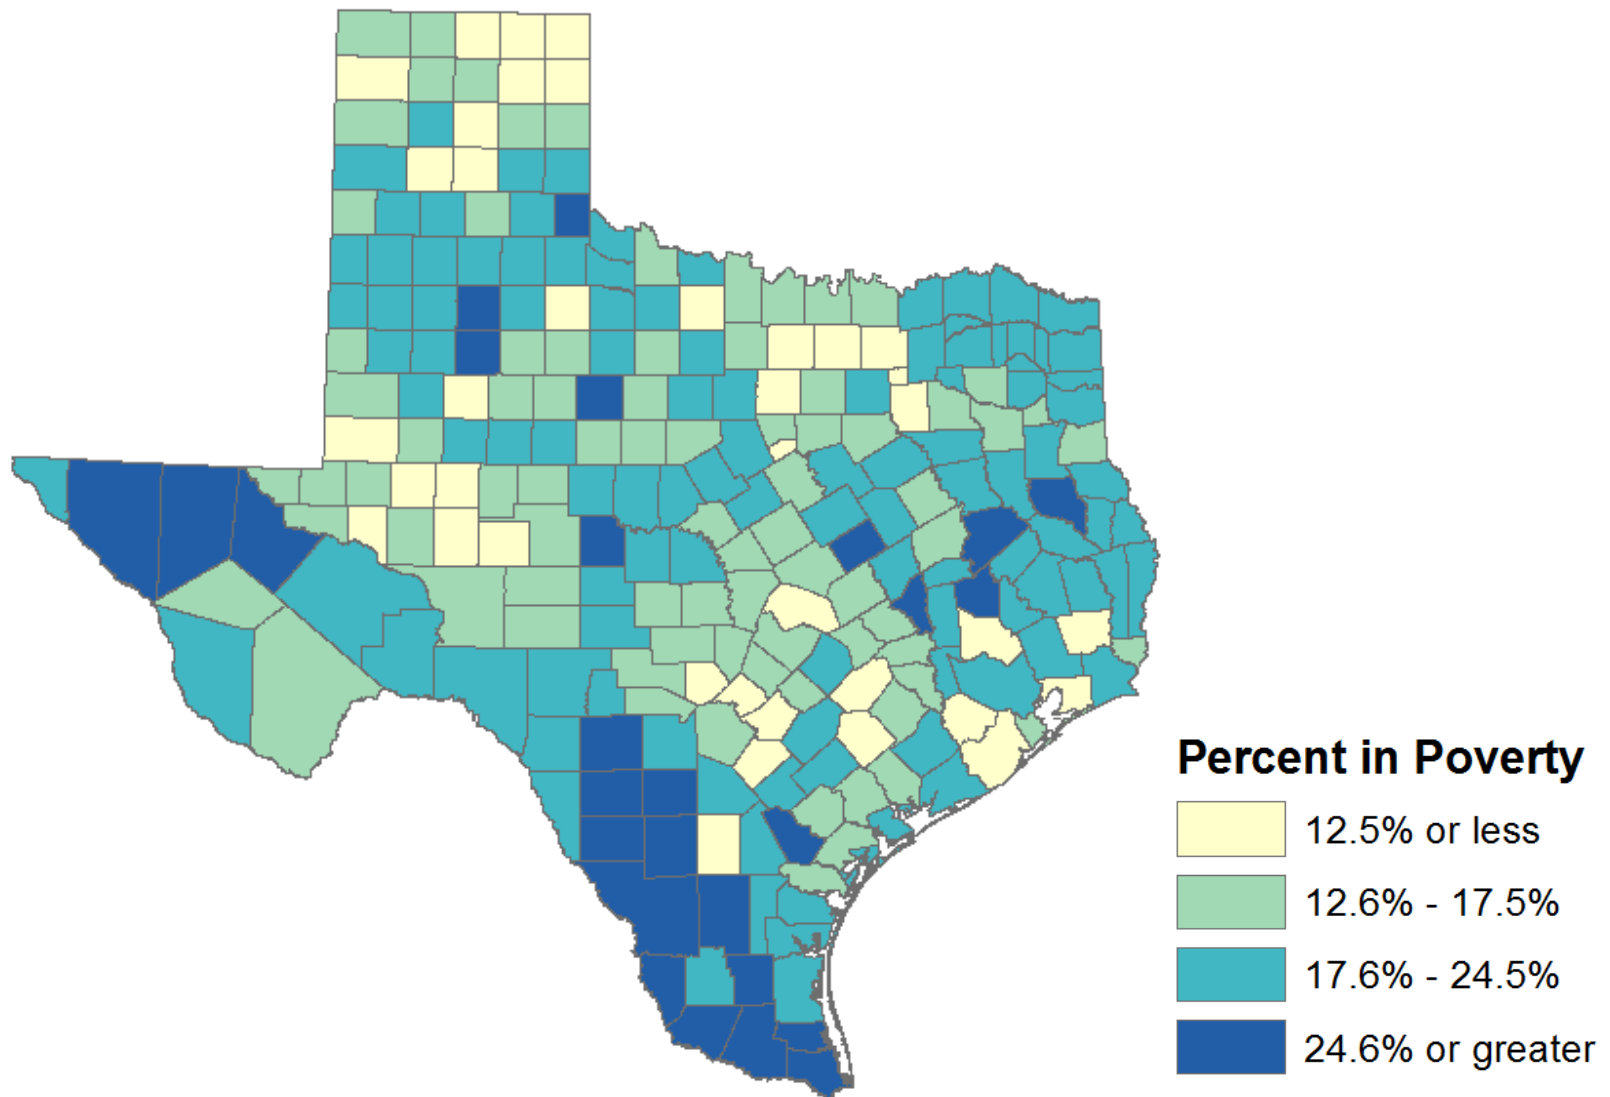 Percent in Poverty
12.5% or less
12.6% - 17.5%
17.6% - 24.5%
24.6% or greater